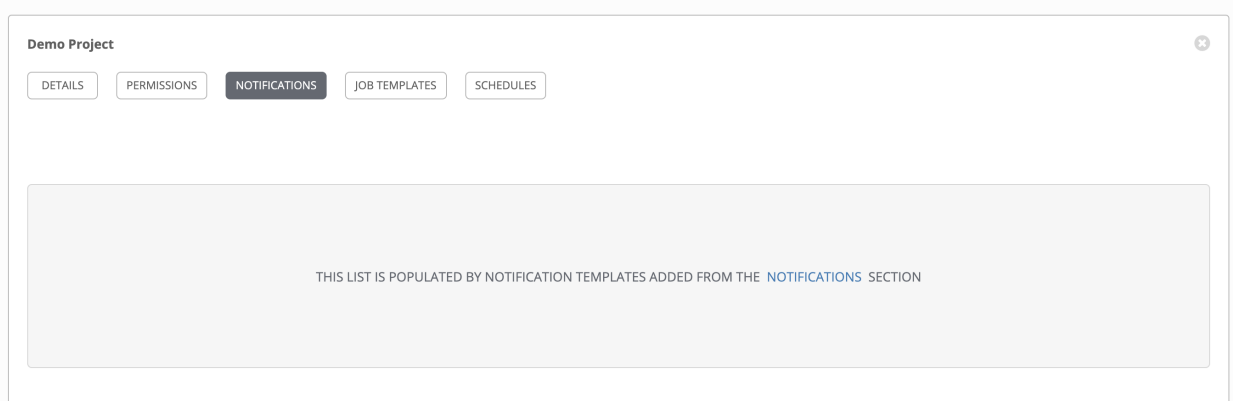 Demo Project
DETAILS
PERMISSIONS
NOTIFICATIONS
JOB TEMPLATES
SCHEDULES
THIS LIST IS POPULATED BY NOTIFICATION TEMPLATES ADDED FROM THE NOTIFICATIONS SECTION